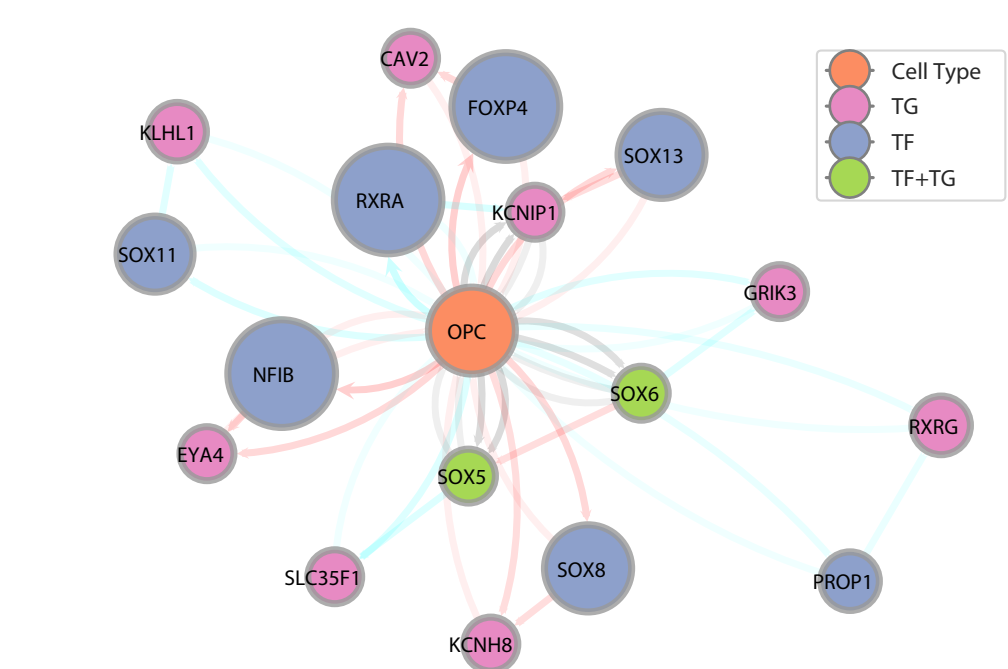 CAV2
FOXP4
KLHL1
SOX13
RXRA
KCNIP1
SOX11
GRIK3
OPC
NFIB
SOX6
RXRG
EYA4
SOX5
SLC35F1
SOX8
PROP1
KCNH8
Cell Type
TG
TF
TF+TG